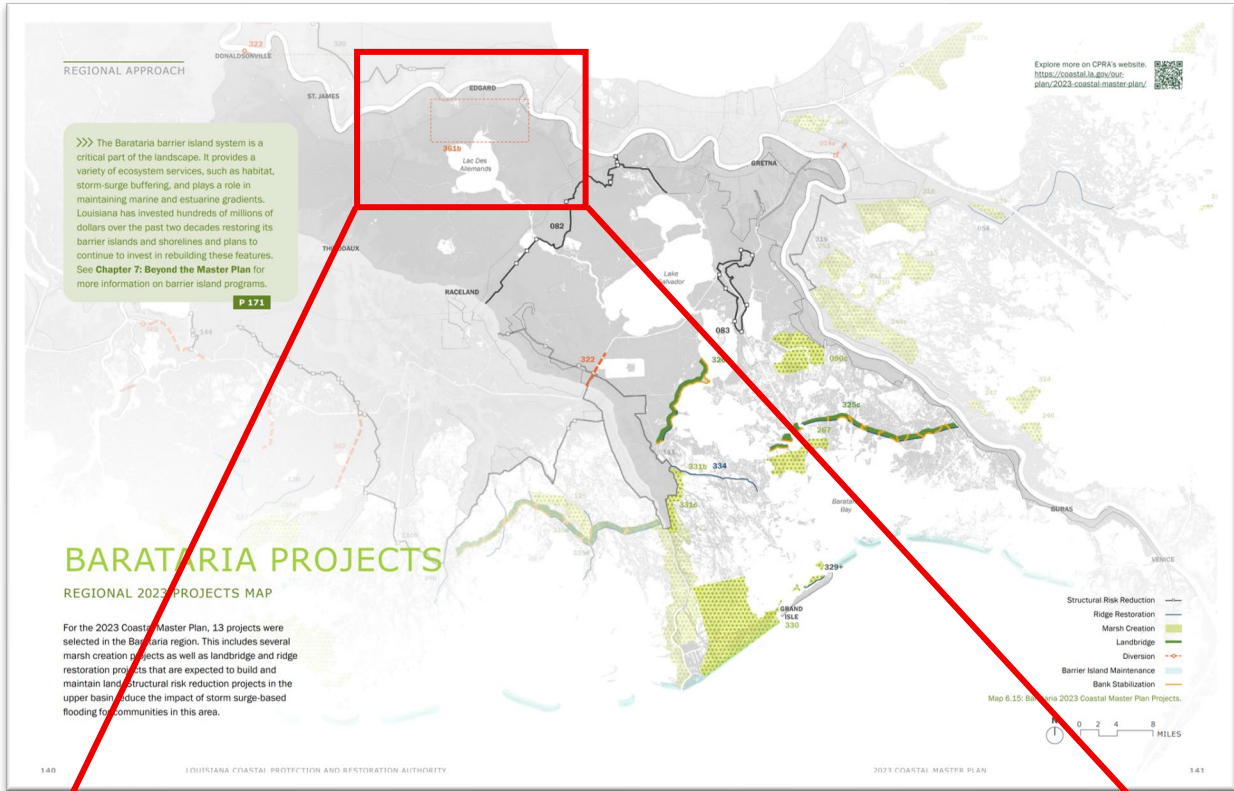 REGIONAL APPROACH
>>> The Barataria barrier island system is a
critical part of the landscape. It provides a
variety of ecosystem services, such as habitat,
storm-surge buffering, and plays a role in
maintaining marine and estuarine gradients.
Louisiana has invested hundreds of millions of
dollars over the past two decades restoring its
barrier islands and shorelines and plans to
continue to invest in rebuilding these features.
See Chapter 7: Beyond the Master Plan for
more information on barrier island programs.
P 171
Explore more on CPRA's website.
https://coastal.la.gov/our-
plan/2023-coastal-master-plan/
322
320
DONALDSONVILLE
ST. JAMES
EDGARD
361b
Lac Des
Allemands
GRETNA
082
THIBODAUX
RACELAND
Lake
Salvador
083
322
090c
325c
267
331b 334
Barataria
Bay
BURAS
VENICE
329+
GRAND
ISLE
330
BARATARIA PROJECTS
REGIONAL 2023 PROJECTS MAP
For the 2023 Coastal Master Plan, 13 projects were
selected in the Barataria region. This includes several
marsh creation projects as well as landbridge and ridge
restoration projects that are expected to build and
maintain land. Structural risk reduction projects in the
upper basin reduce the impact of storm surge-based
flooding for communities in this area.
Structural Risk Reduction
Ridge Restoration
Marsh Creation
Landbridge
Diversion
Barrier Island Maintenance
Bank Stabilization
Map 6.15: Barataria 2023 Coastal Master Plan Projects.
N
0 2 4 8
MILES
140
LOUISIANA COASTAL PROTECTION AND RESTORATION AUTHORITY
2023 COASTAL MASTER PLAN
141